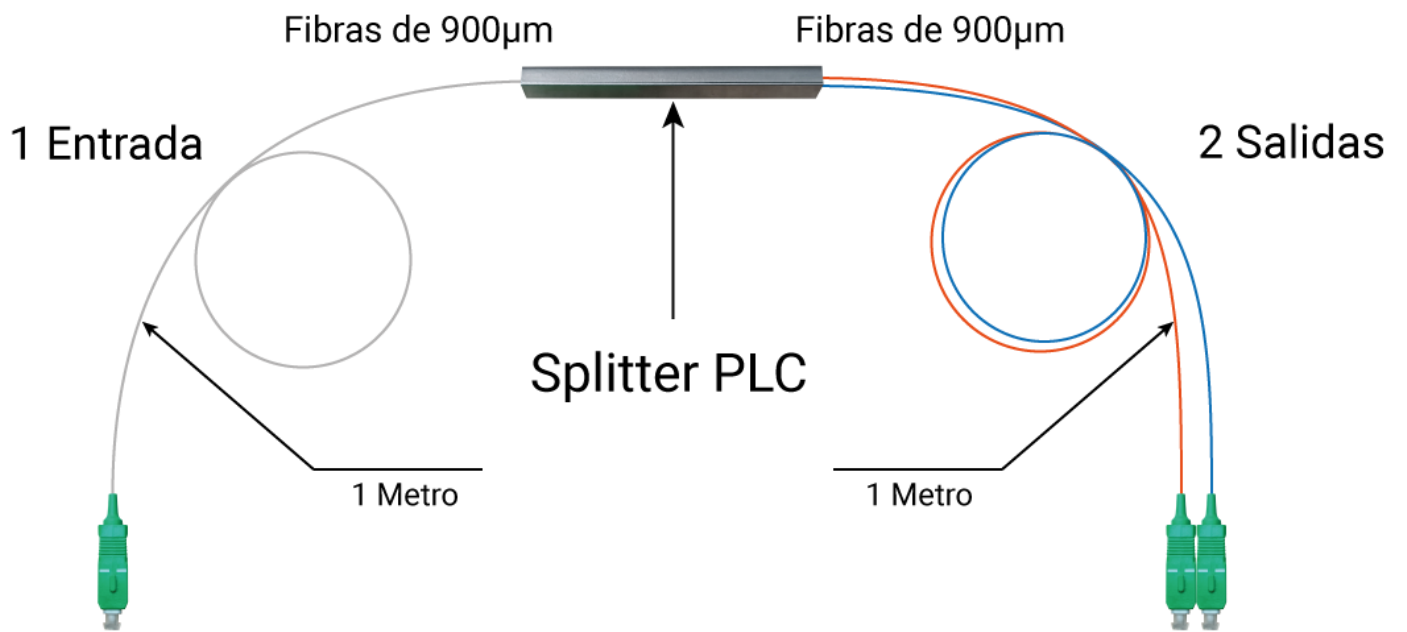 Fibras de 900µm
Fibras de 900µm
1 Entrada
2 Salidas
Splitter PLC
1 Metro
1 Metro